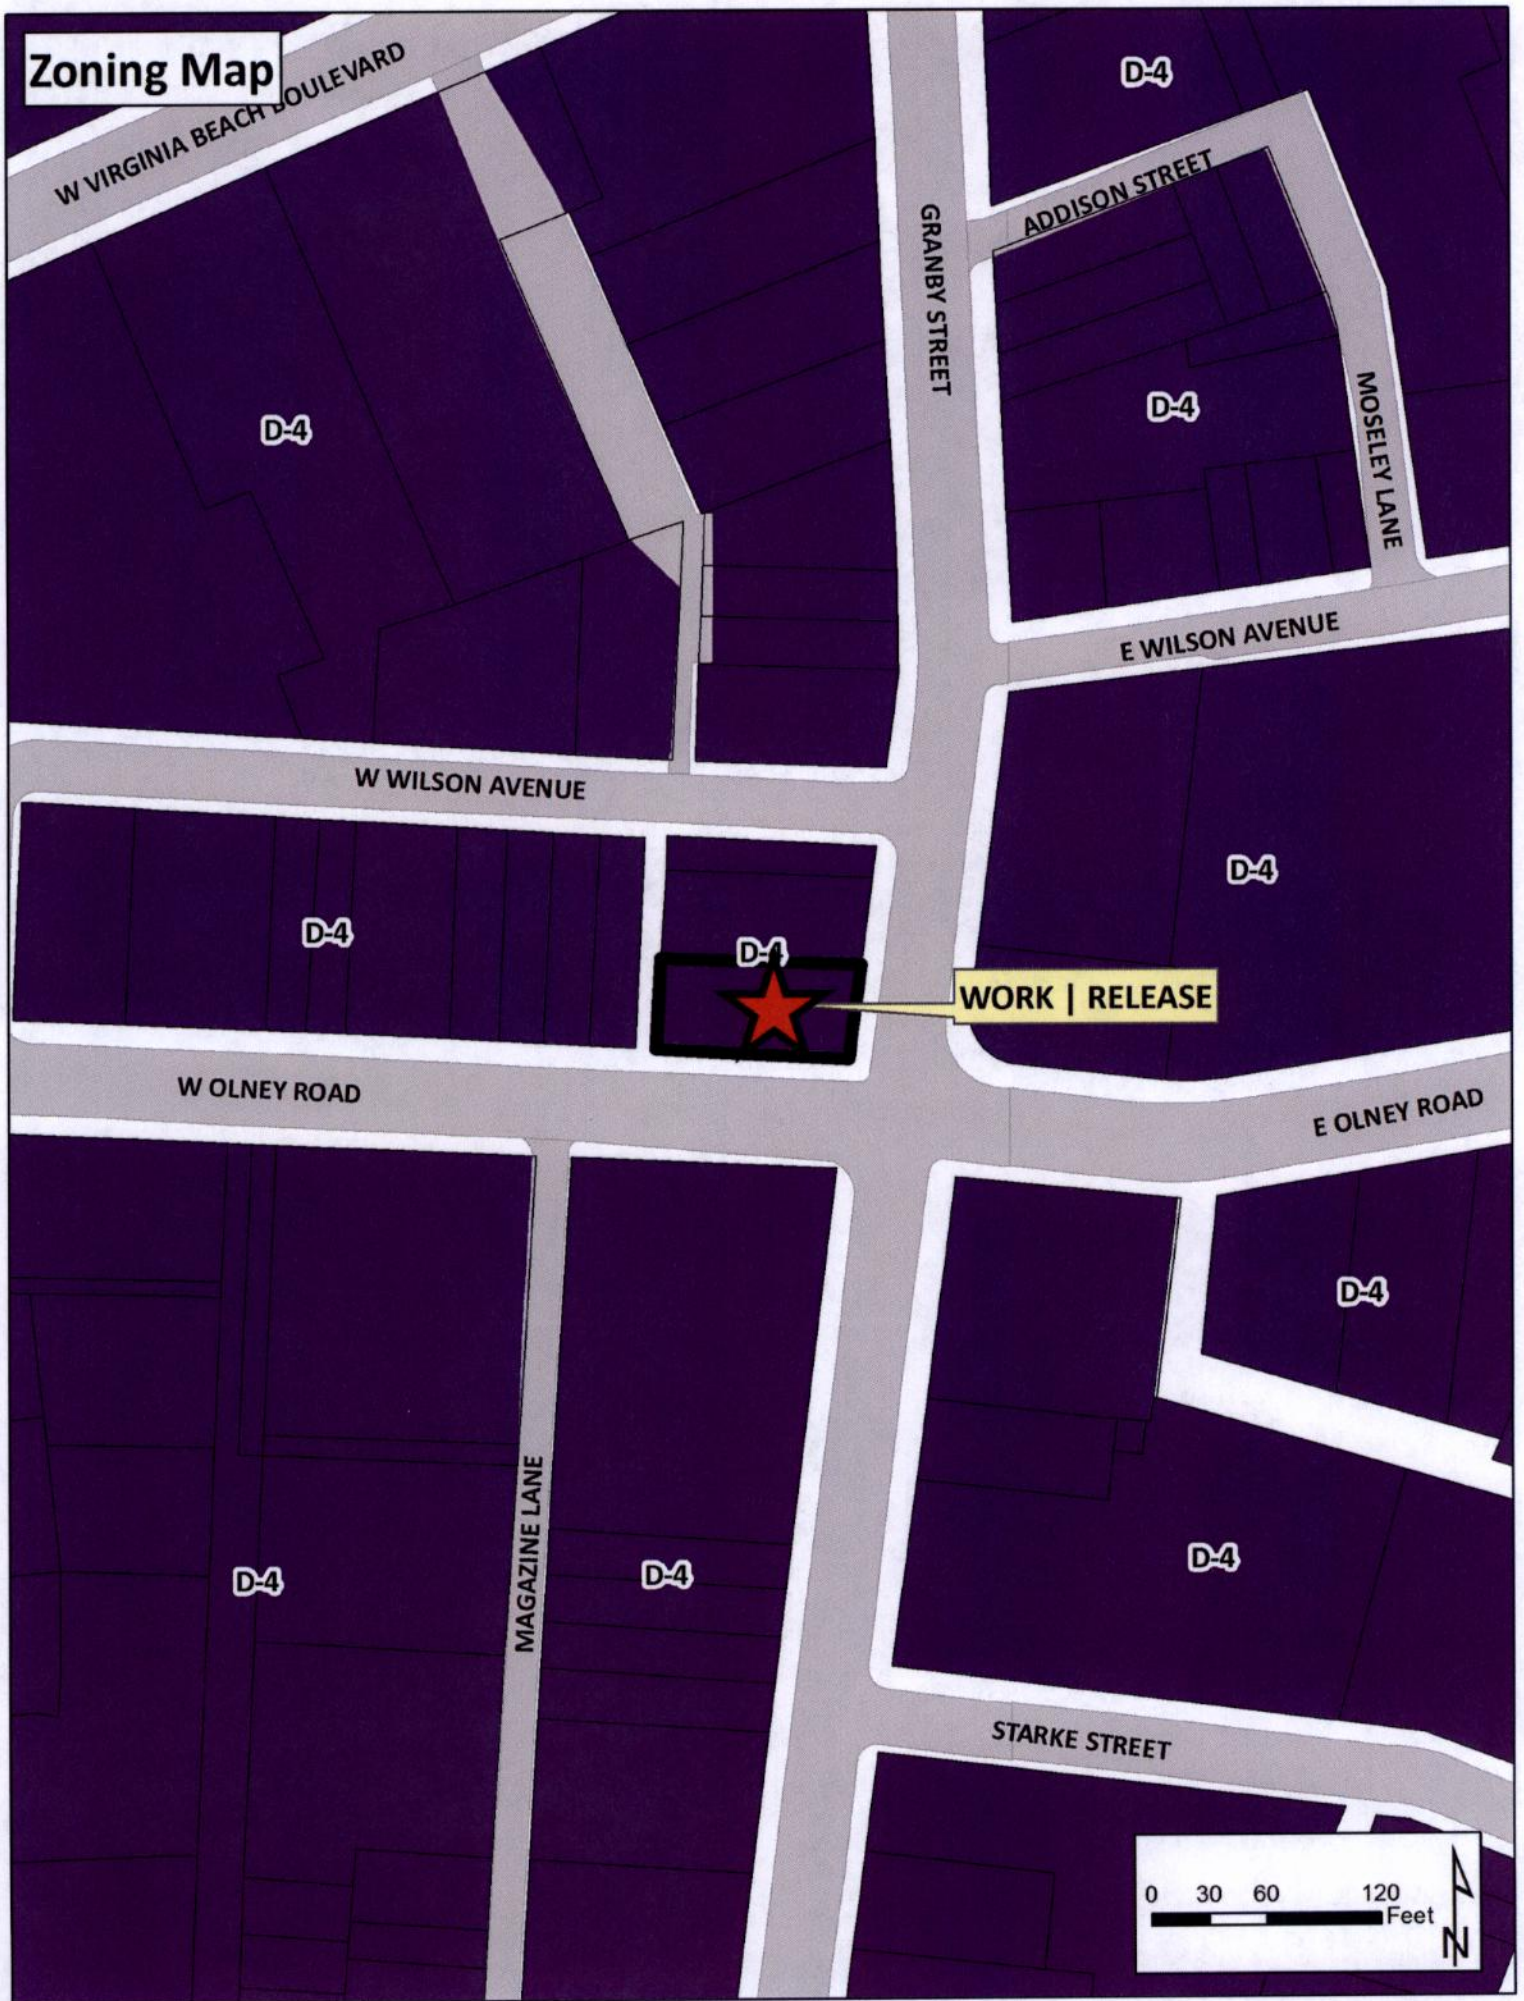 Zoning Map
W VIRGINIA BEACH BOULEVARD
D-4
ADDISON STREET
GRANBY STREET
D-4
D-4
MOSELEY LANE
E WILSON AVENUE
W WILSON AVENUE
D-4
D-4
D-4
WORK | RELEASE
W OLNEY ROAD
E OLNEY ROAD
D-4
MAGAZINE LANE
D-4
D-4
D-4
STARKE STREET
0 30 60 120
Feet
N